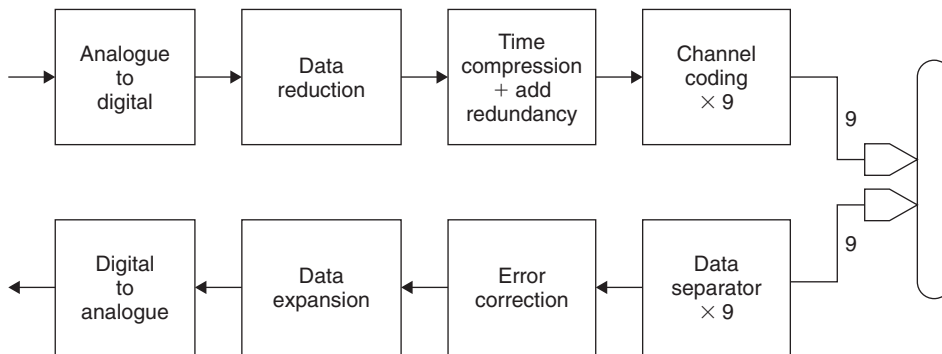 Analogue
to
digital
Data
reduction
Time
compression
+ add
redundancy
Channel
coding
× 9
9
9
Digital
to
analogue
Data
expansion
Error
correction
Data
separator
× 9